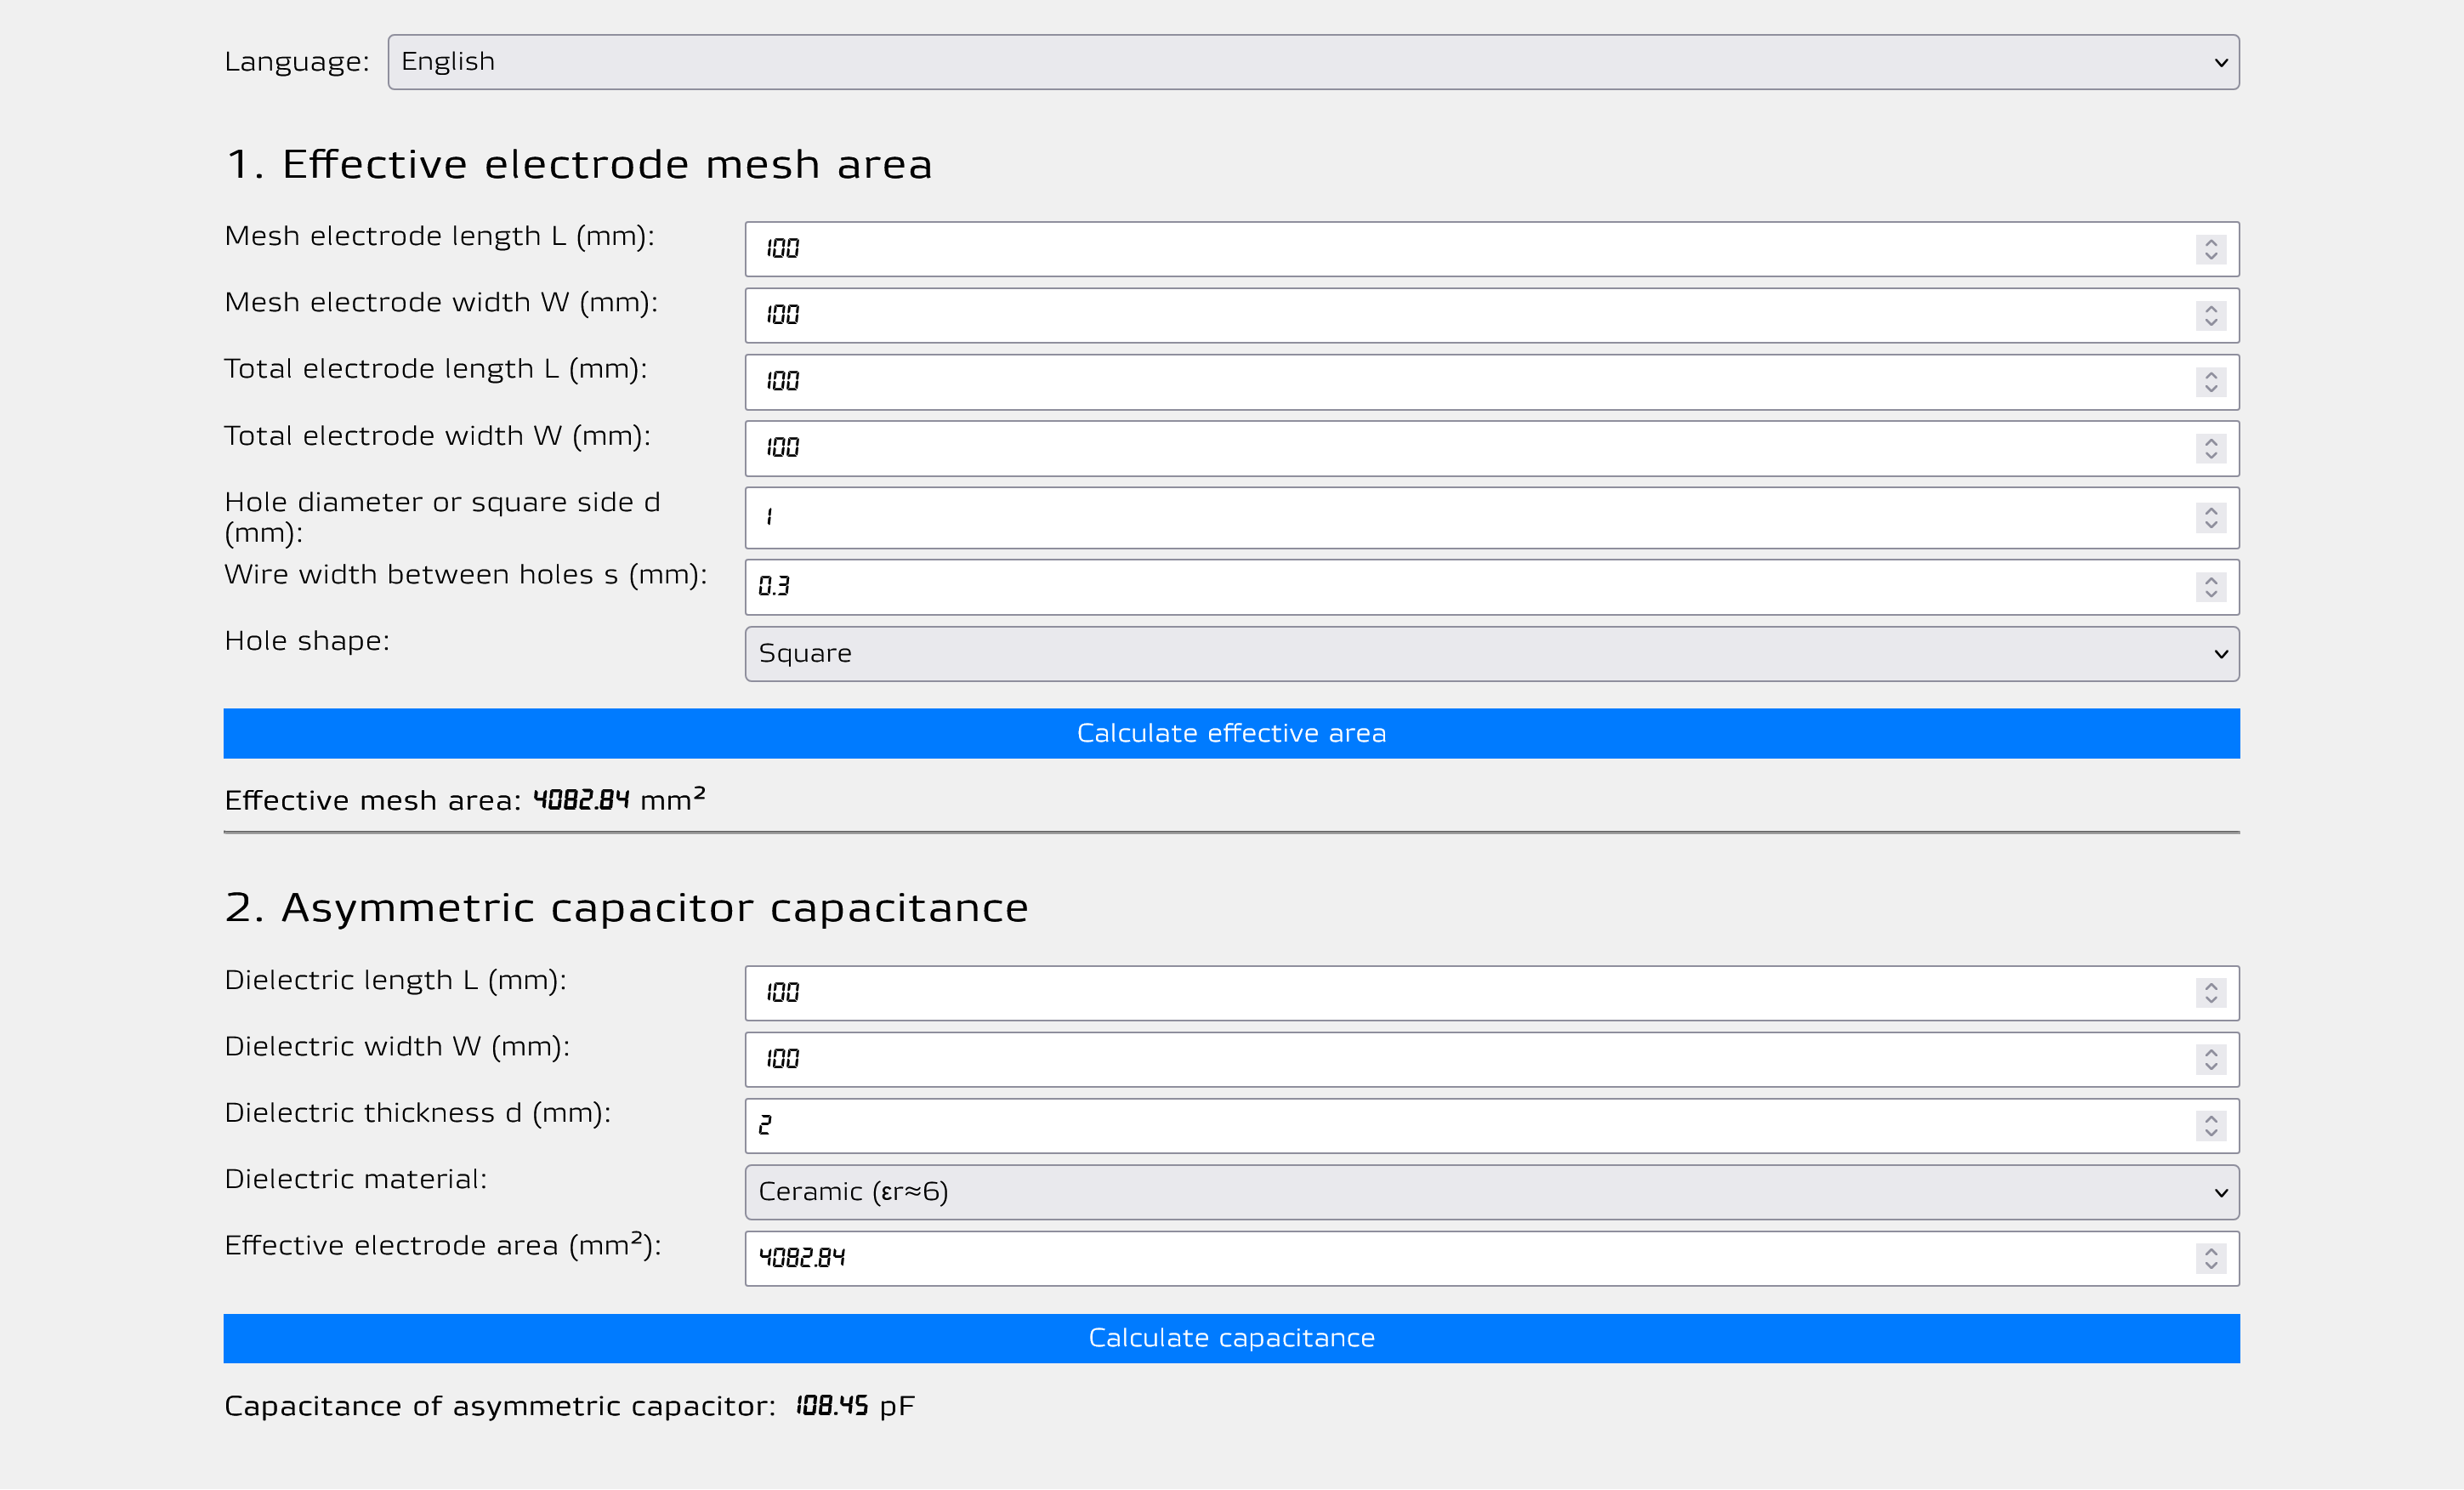 Language: English
1. Effective electrode mesh area
Mesh electrode length L (mm): 100
Mesh electrode width W (mm): 100
Total electrode length L (mm): 100
Total electrode width W (mm): 100
Hole diameter or square side d
(mm): 1
Wire width between holes s (mm): 0.3
Hole shape: Square
Calculate effective area
Effective mesh area: 4082.84 mm²
2. Asymmetric capacitor capacitance
Dielectric length L (mm): 100
Dielectric width W (mm): 100
Dielectric thickness d (mm): 2
Dielectric material: Ceramic (εr≈6)
Effective electrode area (mm²): 4082.84
Calculate capacitance
Capacitance of asymmetric capacitor: 108.45 pF